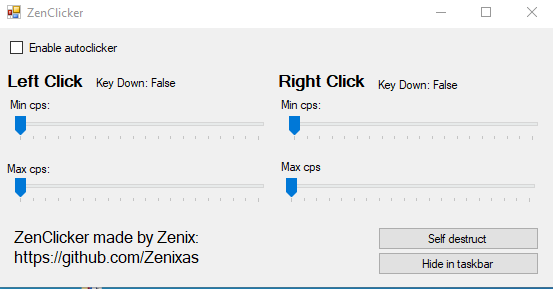 ZenClicker
Enable autoclicker
Left Click Key Down: False
Right Click Key Down: False
Min cps:
Min cps:
Max cps:
Max cps
ZenClicker made by Zenix:
https://github.com/Zenixas
Self destruct
Hide in taskbar